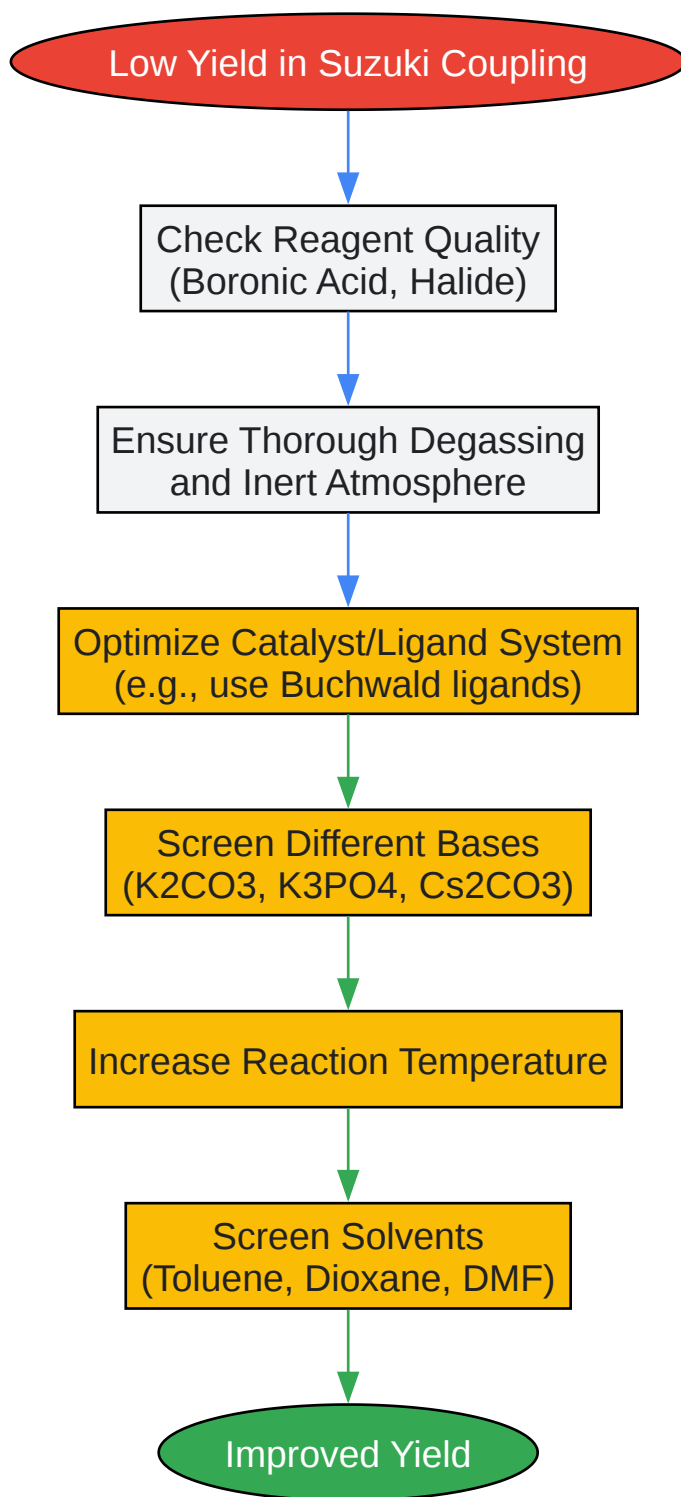 Low Yield in Suzuki Coupling
Check Reagent Quality
(Boronic Acid, Halide)
Ensure Thorough Degassing
and Inert Atmosphere
Optimize Catalyst/Ligand System
(e.g., use Buchwald ligands)
Screen Different Bases
(K2CO3, K3PO4, Cs2CO3)
Increase Reaction Temperature
Screen Solvents
(Toluene, Dioxane, DMF)
Improved Yield